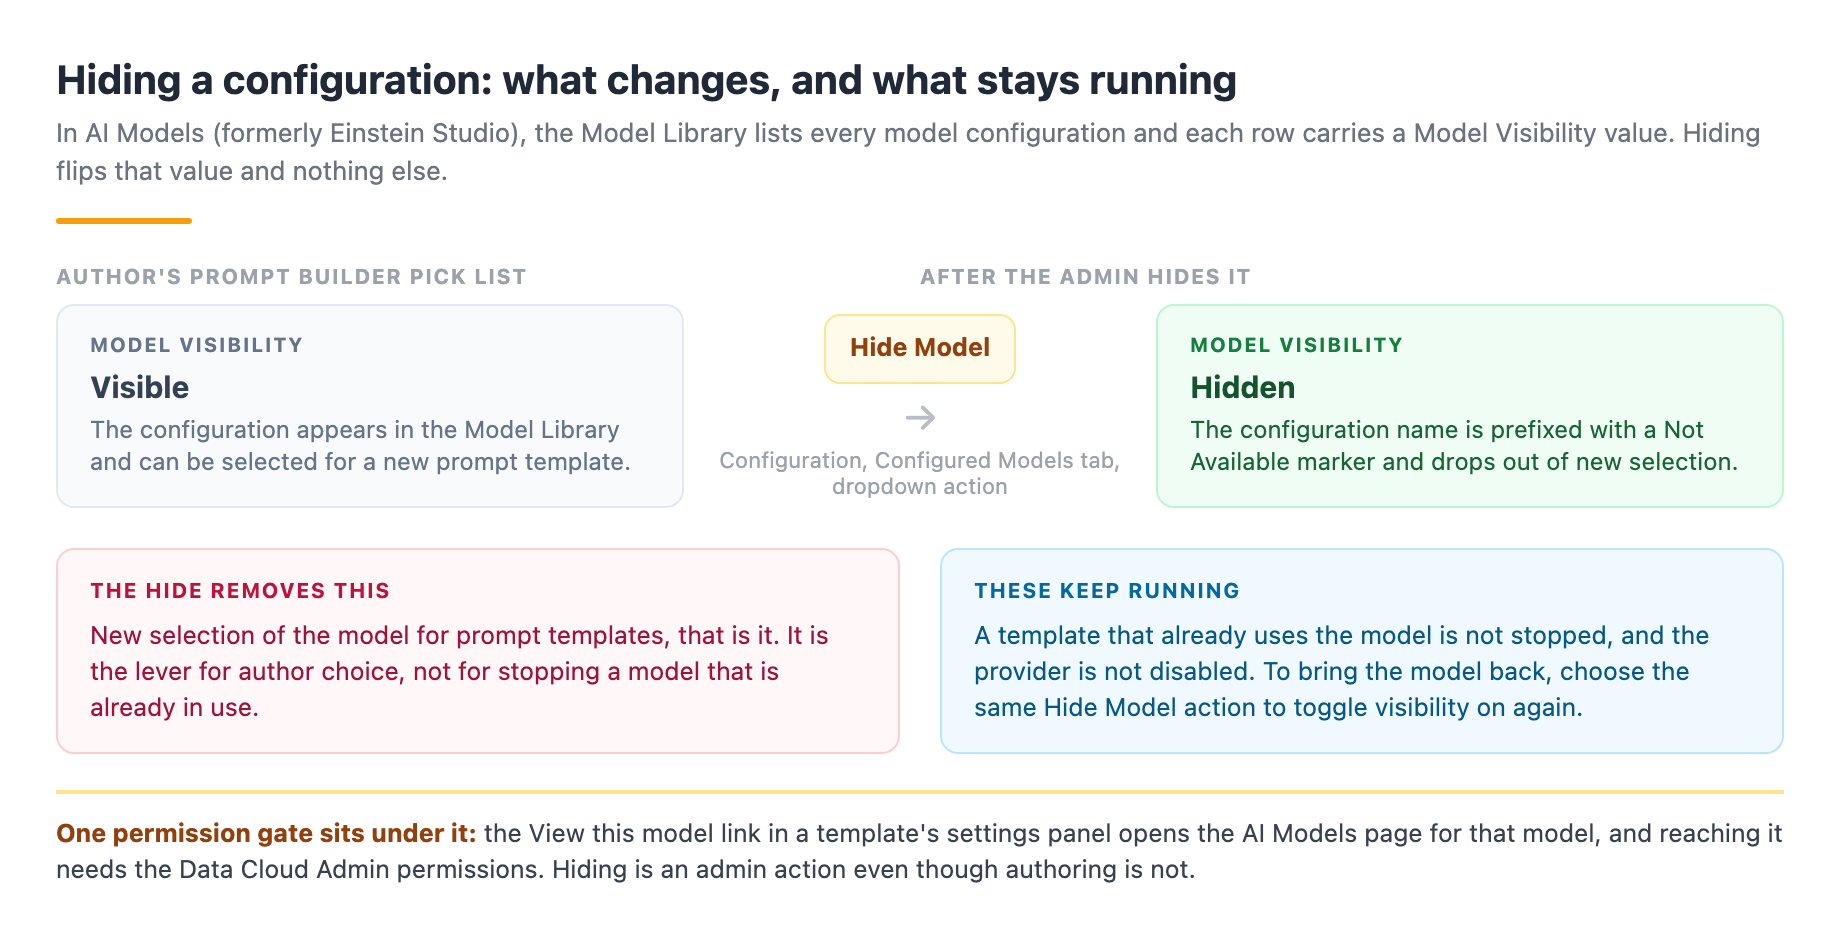 Hiding a configuration: what changes, and what stays running
In AI Models (formerly Einstein Studio), the Model Library lists every model configuration and each row carries a Model Visibility value. Hiding
flips that value and nothing else.
AUTHOR'S PROMPT BUILDER PICK LIST
AFTER THE ADMIN HIDES IT
MODEL VISIBILITY
Visible
The configuration appears in the Model Library
and can be selected for a new prompt template.
Hide Model
→
Configuration, Configured Models tab,
dropdown action
MODEL VISIBILITY
Hidden
The configuration name is prefixed with a Not
Available marker and drops out of new selection.
THE HIDE REMOVES THIS
New selection of the model for prompt templates, that is it. It is
the lever for author choice, not for stopping a model that is
already in use.
THESE KEEP RUNNING
A template that already uses the model is not stopped, and the
provider is not disabled. To bring the model back, choose the
same Hide Model action to toggle visibility on again.
One permission gate sits under it: the View this model link in a template's settings panel opens the AI Models page for that model, and reaching it
needs the Data Cloud Admin permissions. Hiding is an admin action even though authoring is not.